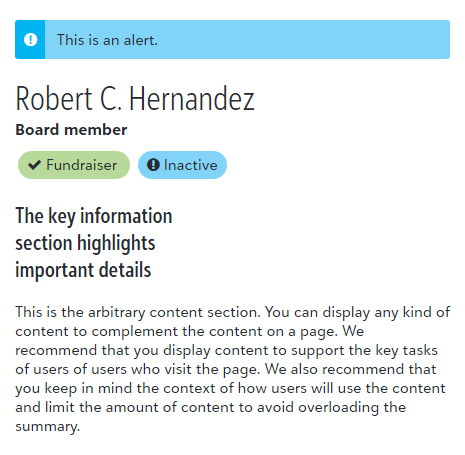 This is an alert.
Robert C. Hernandez
Board member
Fundraiser Inactive
The key information
section highlights
important details
This is the arbitrary content section. You can display any kind of
content to complement the content on a page. We
recommend that you display content to support the key tasks
of users of users who visit the page. We also recommend that
you keep in mind the context of how users will use the content
and limit the amount of content to avoid overloading the
summary.